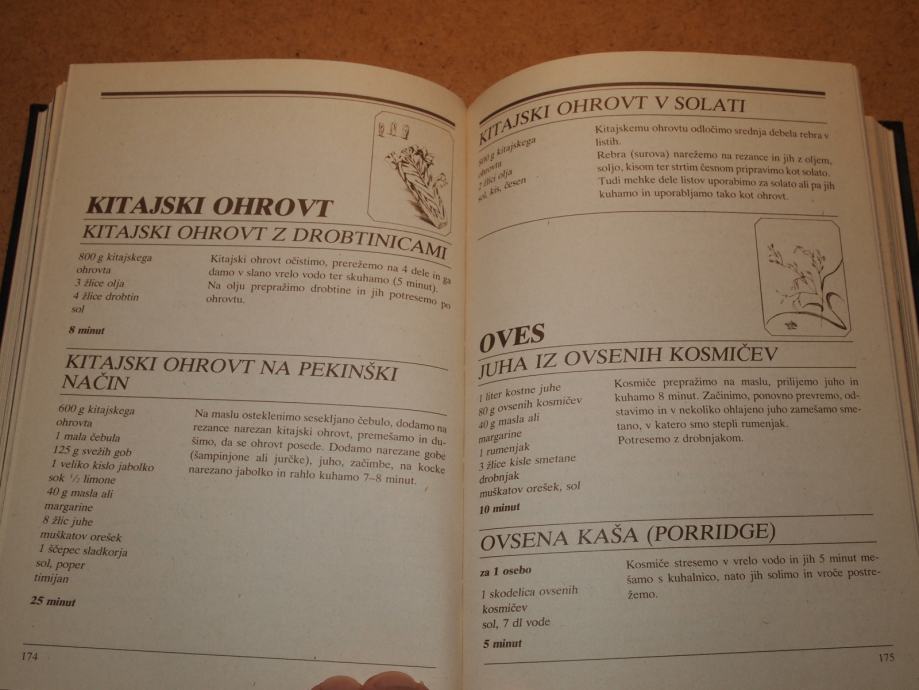 KITAJSKI OHROVT
KITAJSKI OHROVT Z DROBTINICAMI
800 g kitajskega
ohrovta
3 žlice olja
4 žlice drobtin
sol
8 minut
Kitajski ohrovt očistimo, prerežemo na 4 dele in ga
damo v slano vrelo vodo ter skuhamo (5 minut).
Na olju prepražimo drobtine in jih potresemo po
ohrovtu.
KITAJSKI OHROVT NA PEKINŠKI
NAČIN
600 g kitajskega
ohrovta
1 mala čebula
125 g svežih gob
1 veliko kislo jabolko
sok ½ limone
40 g masla ali
margarine
8 žlic juhe
muškatov orešek
1 ščepec sladkorja
sol, poper
timijan
25 minut
Na maslu osteklenimo sesekljano čebulo, dodamo na
rezance narezan kitajski ohrovt, premešamo in du-
šimo, da se ohrovt posede. Dodamo narezane gobe
(šampinjone ali jurčke), juho, začimbe, na kocke
narezano jabolko in rahlo kuhamo 7–8 minut.
174
KITAJSKI OHROVT V SOLATI
800 g kitajskega
ohrovta
2 žlici olja
sol, kis, česen
Kitajskemu ohrovtu odločimo srednja debela rebra v
listih.
Rebra (surova) narežemo na rezance in jih z oljem,
soljo, kisom ter strtim česnom pripravimo kot solato.
Tudi mehke dele listov uporabimo za solato ali pa jih
kuhamo in uporabljamo tako kot ohrovt.
OVES
JUHA IZ OVSENIH KOSMIČEV
1 liter kostne juhe
80 g ovsenih kosmičev
40 g masla ali
margarine
1 rumenjak
3 žlice kisle smetane
drobnjak
muškatov orešek, sol
10 minut
Kosmiče prepražimo na maslu, prilijemo juho in
kuhamo 8 minut. Začinimo, ponovno prevremo, od-
stavimo in v nekoliko ohlajeno juho zamešamo sme-
tano, v katero smo stepli rumenjak.
Potresemo z drobnjakom.
OVSENA KAŠA (PORRIDGE)
za 1 osebo
1 skodelica ovsenih
kosmičev
sol, 7 dl vode
5 minut
Kosmiče stresemo v vrelo vodo in jih 5 minut me-
šamo s kuhalnico, nato jih solimo in vroče postre-
žemo.
175